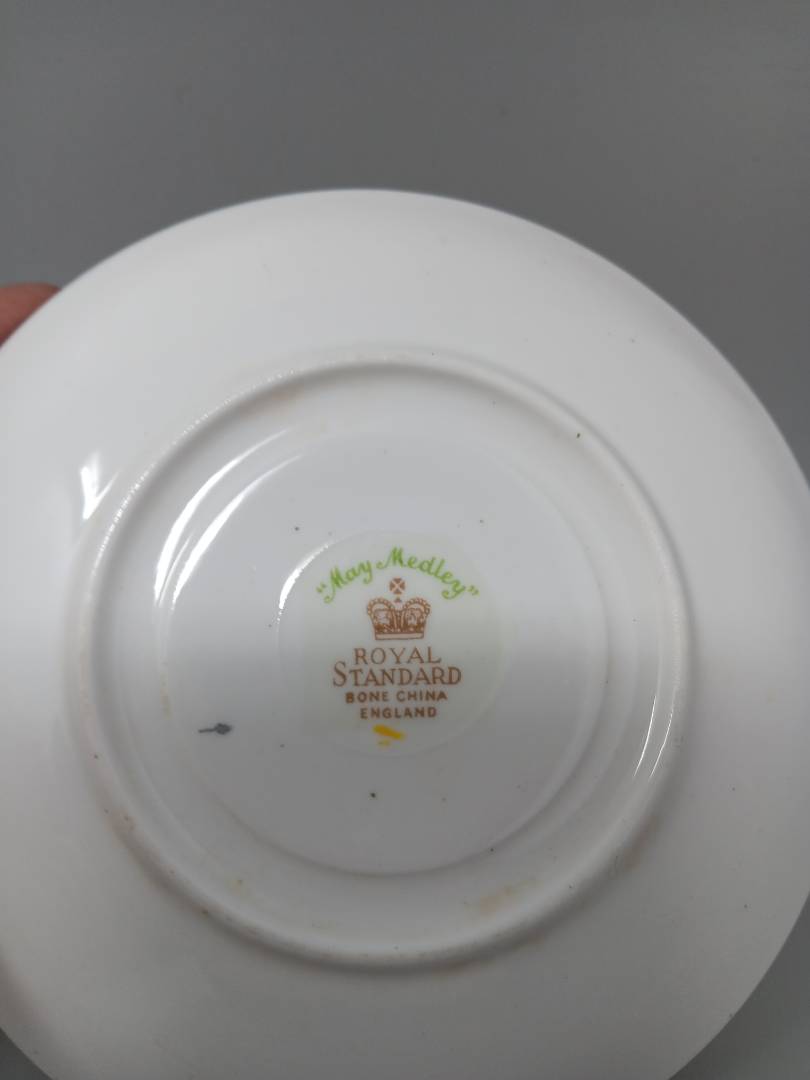 "May Medley"
ROYAL
STANDARD
BONE CHINA
ENGLAND